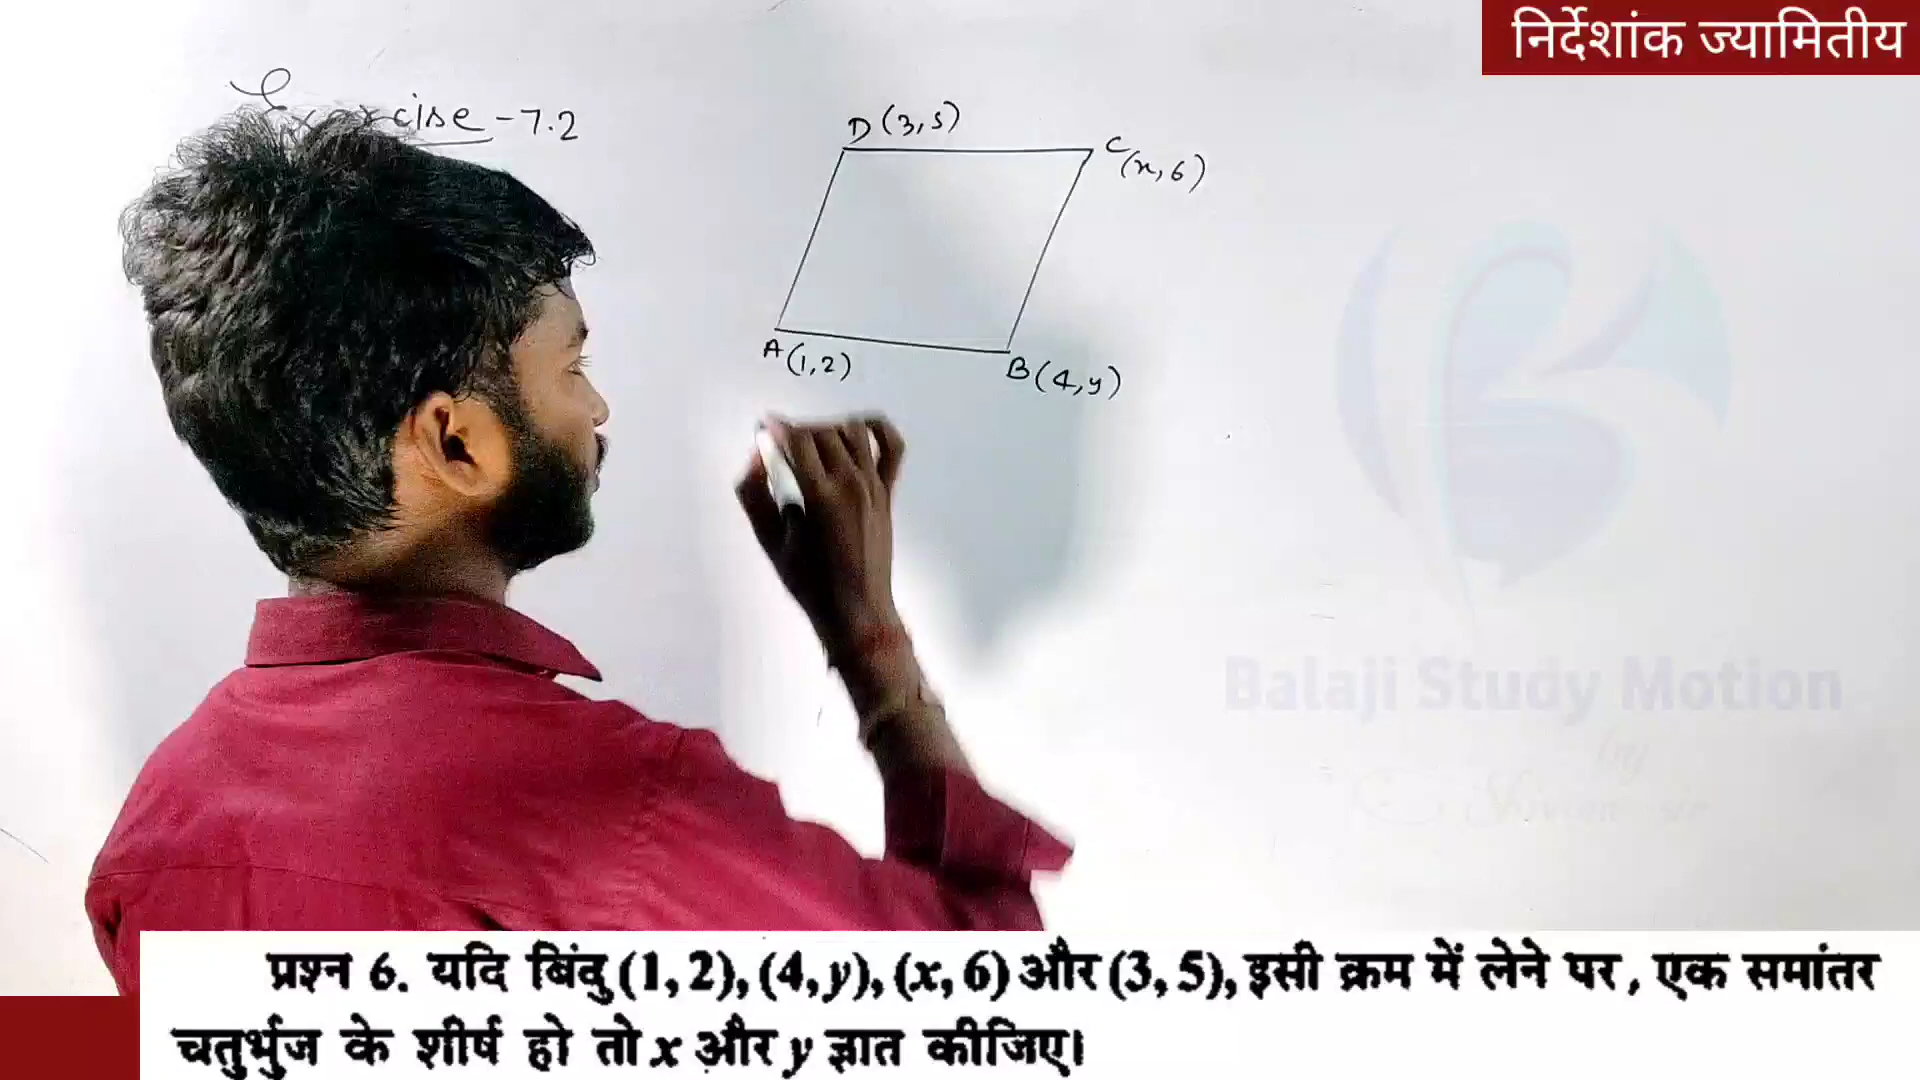 निर्देशांक ज्यामितीय
Exercise - 7.2
D (3, 5)
C (x, 6)
A (1, 2)
B (4, y)
Balaji Study Motion
by
प्रश्न 6. यदि बिंदु (1, 2), (4, y), (x, 6) और (3, 5), इसी क्रम में लेने पर, एक समांतर
चतुर्भुज के शीर्ष हो तो x और y ज्ञात कीजिए।